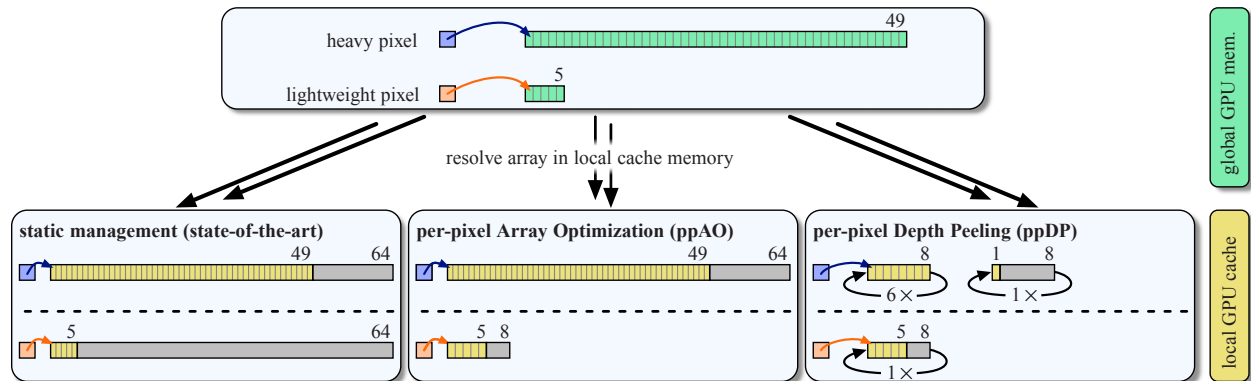 49
heavy pixel
5
lightweight pixel
global GPU mem.
resolve array in local cache memory
static management (state-of-the-art)
49
64
5
64
per-pixel Array Optimization (ppAO)
49
64
5
8
per-pixel Depth Peeling (ppDP)
8
1
8
6 ×
1 ×
5
8
1 ×
local GPU cache